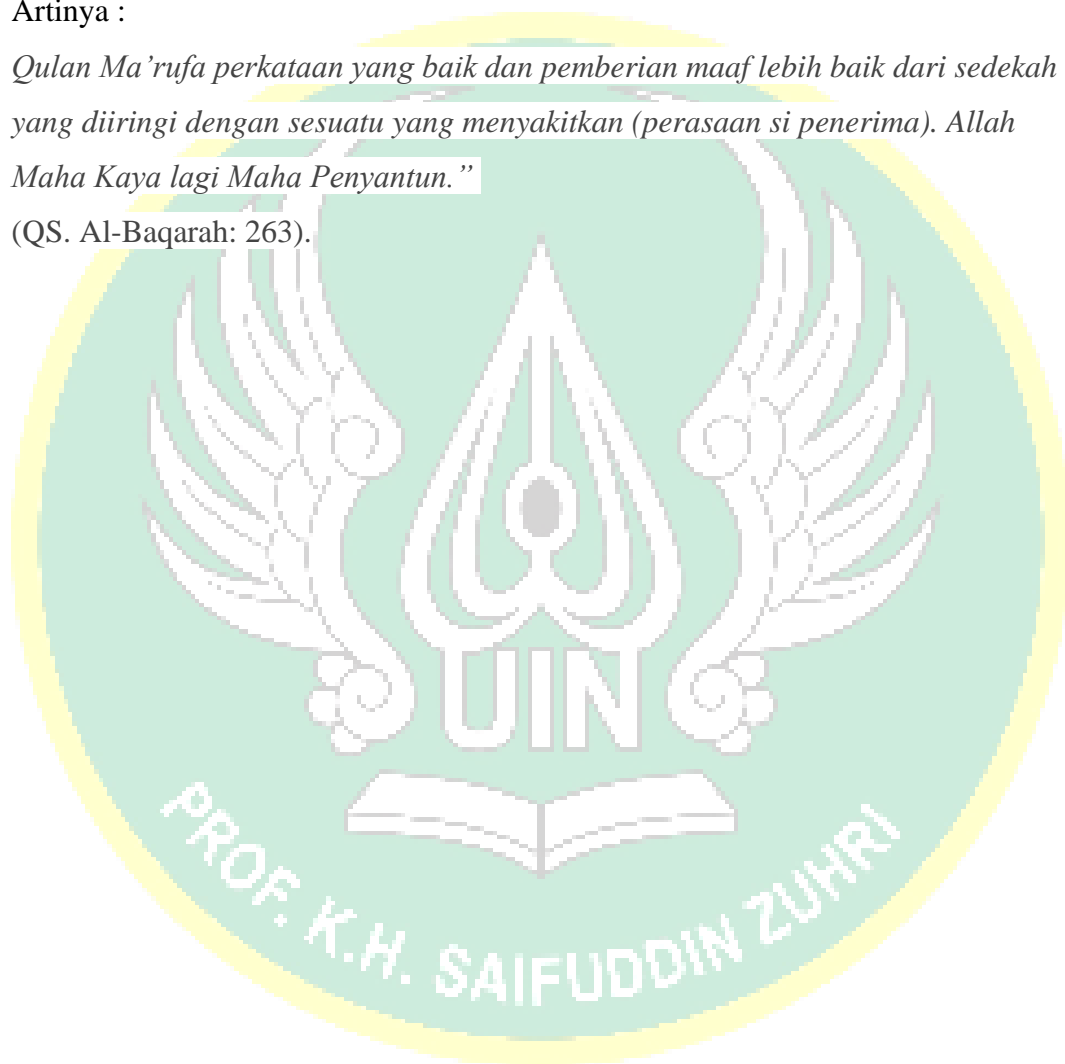 Artinya :
Qulan Ma’rufa perkataan yang baik dan pemberian maaf lebih baik dari sedekah
yang diiringi dengan sesuatu yang menyakitkan (perasaan si penerima). Allah
Maha Kaya lagi Maha Penyantun.”
(QS. Al-Baqarah: 263).
UIN
PROF. K.H. SAIFUDDIN ZUHRI